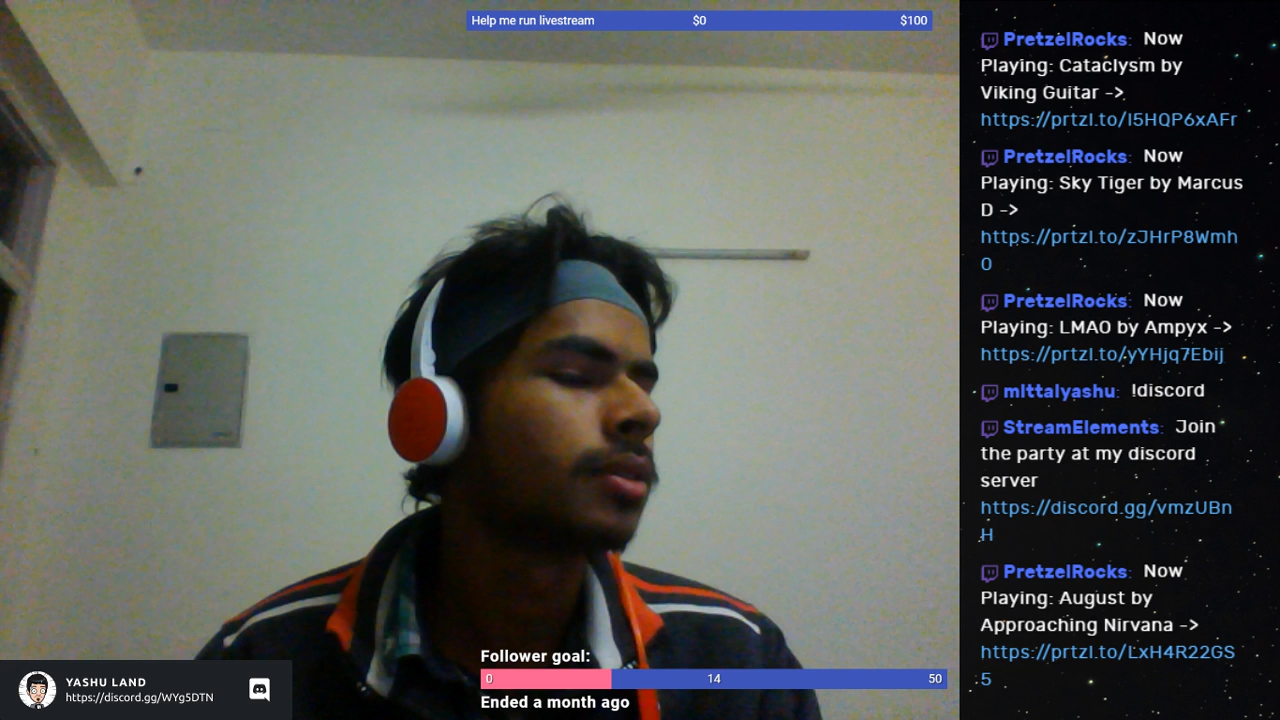 Help me run livestream $0 $100
PretzelRocks: Now
Playing: Cataclysm by
Viking Guitar ->
https://prtzl.to/I5HQP6xAFr
PretzelRocks: Now
Playing: Sky Tiger by Marcus
D ->
https://prtzl.to/zJHrP8Wmh
O
PretzelRocks: Now
Playing: LMAO by Ampyx ->
https://prtzl.to/yYHjq7Ebij
mittalyashu: !discord
StreamElements: Join
the party at my discord
server
https://discord.gg/vmzUBn
H
PretzelRocks: Now
Playing: August by
Approaching Nirvana ->
https://prtzl.to/LxH4R22GS
5
Follower goal:
0 14 50
Ended a month ago
YASHU LAND
https://discord.gg/WYg5DTN